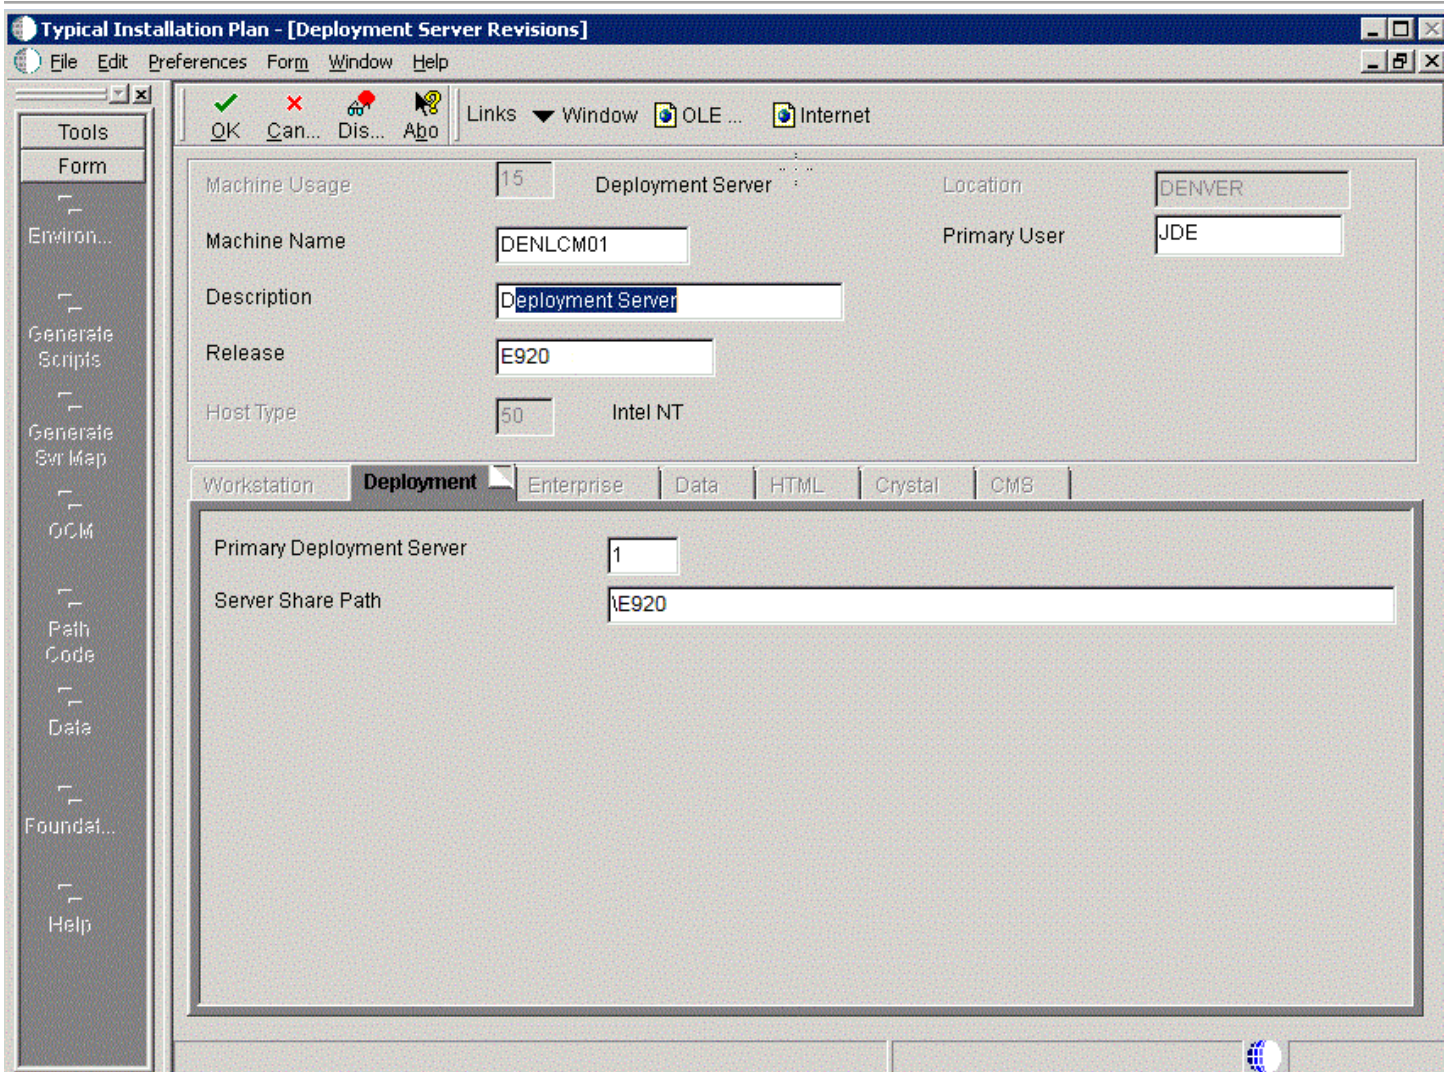 Typical Installation Plan - [Deployment Server Revisions]
File Edit Preferences Form Window Help
Tools
Form
Environ...
Generate
Scripts
Generate
Svr Map
OCM
Path
Code
Data
Foundat...
Help
OK Can... Dis... Abo Links Window OLE ... Internet
Machine Usage 15 Deployment Server Location DENVER
Machine Name DENLCM01 Primary User JDE
Description Deployment Server
Release E920
Host Type 50 Intel NT
Workstation Deployment Enterprise Data HTML Crystal CMS
Primary Deployment Server 1
Server Share Path \E920